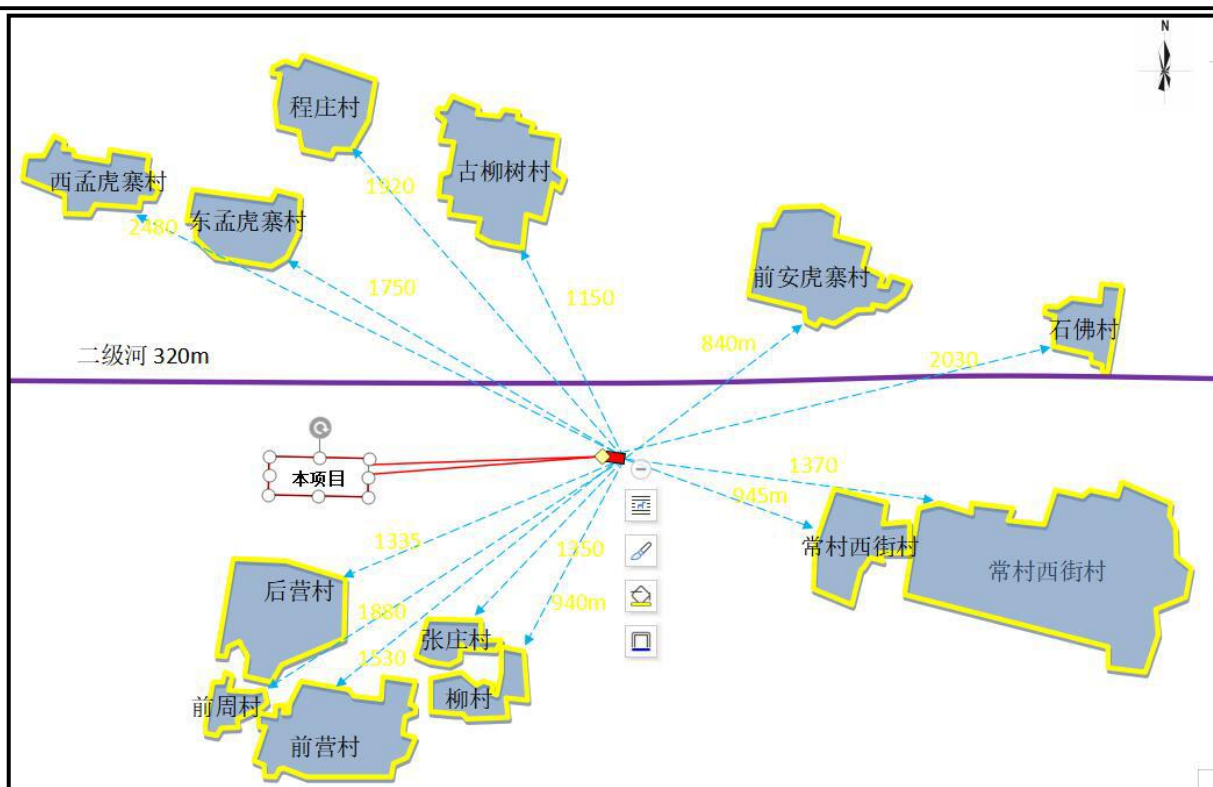 N
程庄村
古柳树村
西孟虎寨村
1920
东孟虎寨村
2480
前安虎寨村
1750
1150
石佛村
840m
二级河 320m
2030
本项目
1370
945m
1335
1350
常村西街村
常村西街村
后营村
1880
940m
张庄村
1530
前周村
柳村
前营村